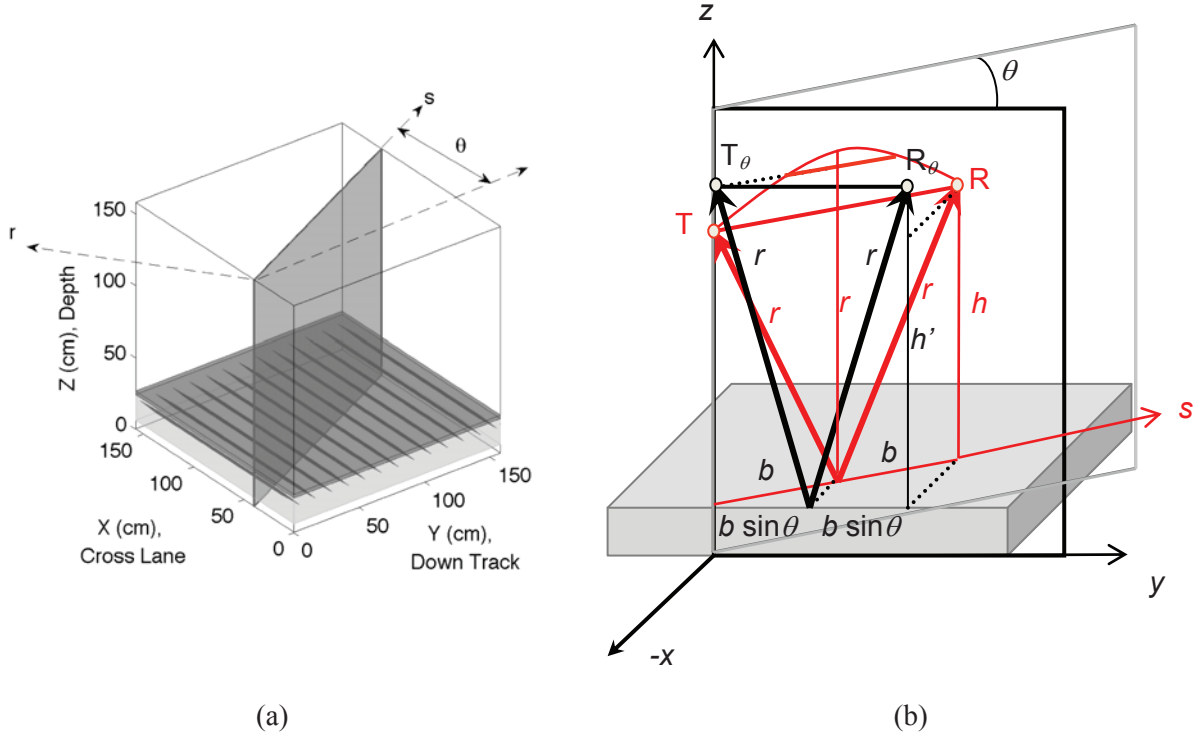 s
θ
r
150
100
50
0
Z (cm), Depth
150
100
50
0
X (cm),
Cross Lane
0
50
100
150
Y (cm),
Down Track
(a)
z
θ
Tθ
Rθ
R
T
r
r
r
r
r
h
h’
s
b
b
b sinθ
b sinθ
y
-x
(b)